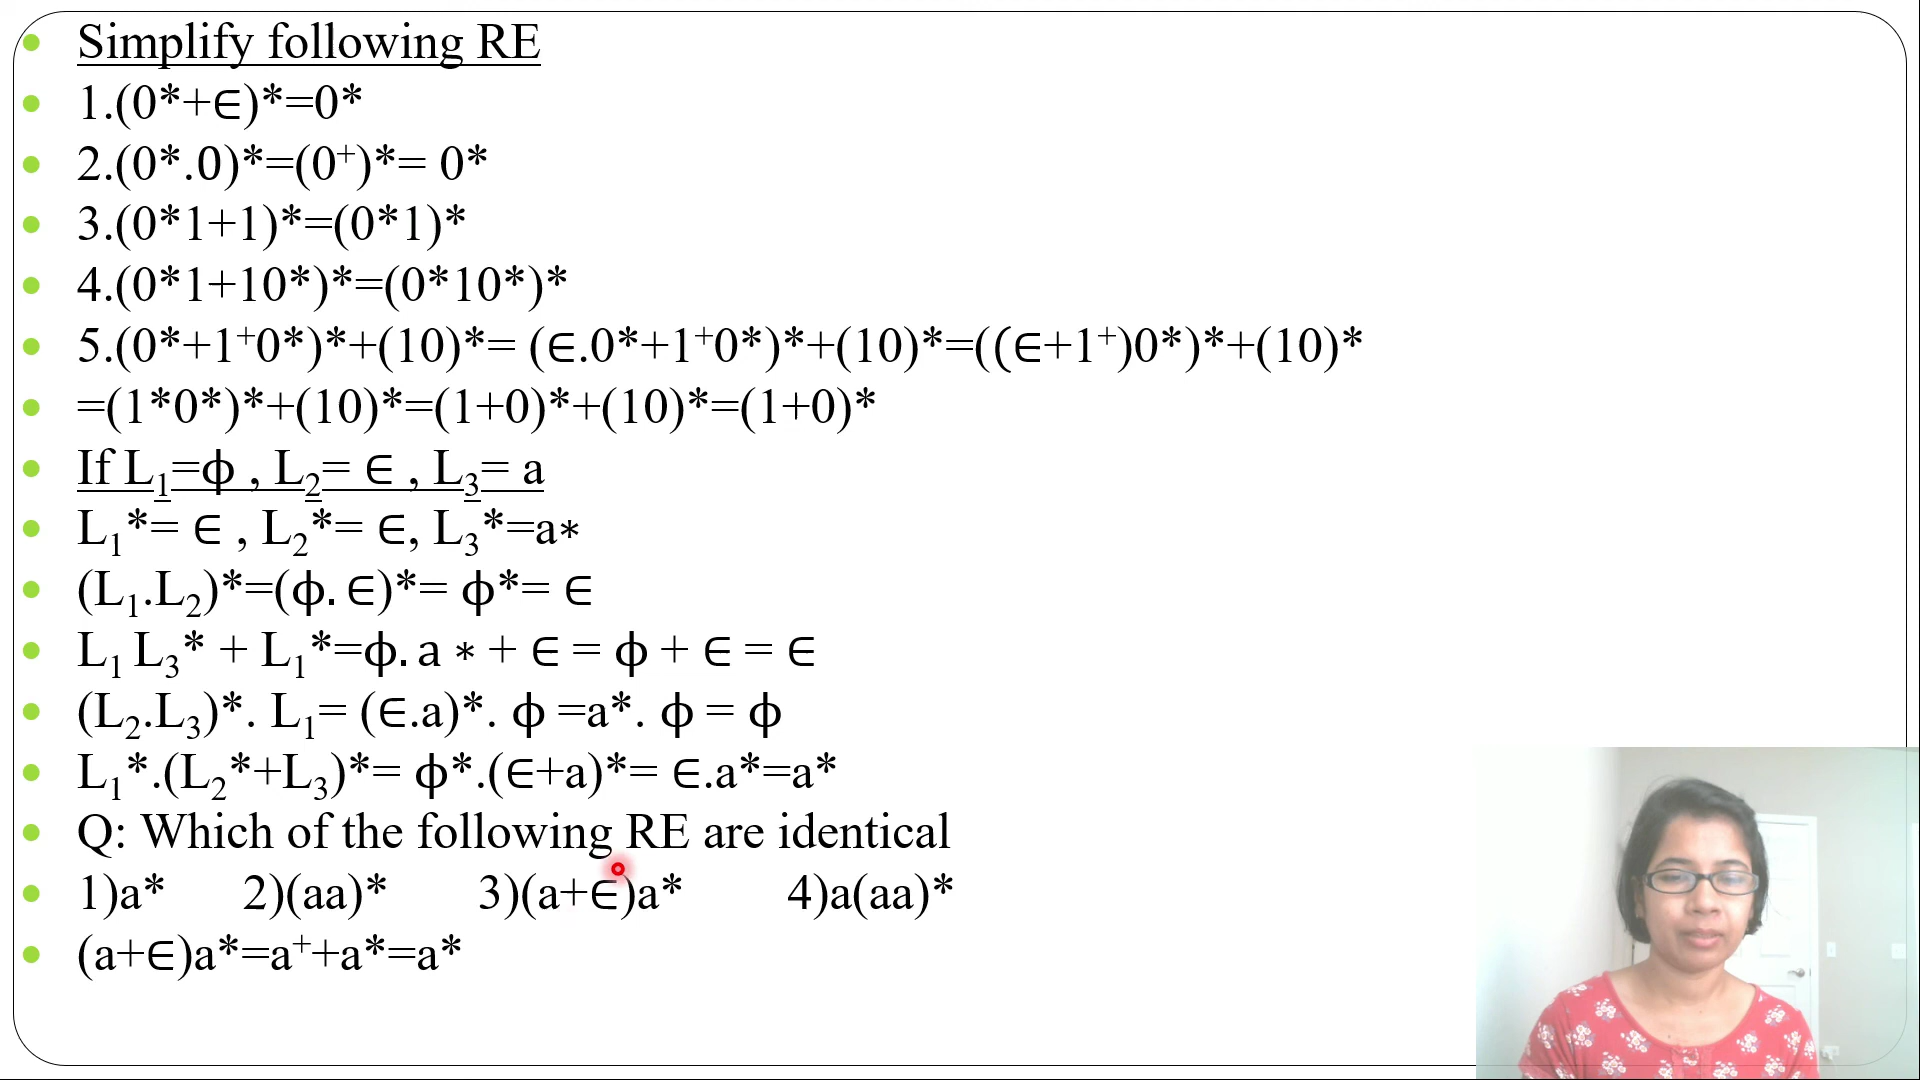 Simplify following RE
1.(0*+∈)*=0*
2.(0*.0)*=(0⁺)*= 0*
3.(0*1+1)*=(0*1)*
4.(0*1+10*)*=(0*10*)*
5.(0*+1⁺0*)*+(10)*= (∈.0*+1⁺0*)*+(10)*=((∈+1⁺)0*)*+(10)*
=(1*0*)*+(10)*=(1+0)*+(10)*=(1+0)*
If L₁=ϕ , L₂= ∈ , L₃= a
L₁*= ∈ , L₂*= ∈, L₃*=a∗
(L₁.L₂)*=(ϕ. ∈)*= ϕ*= ∈
L₁ L₃* + L₁*=ϕ. a ∗ + ∈ = ϕ + ∈ = ∈
(L₂.L₃)*. L₁= (∈.a)*. ϕ =a*. ϕ = ϕ
L₁*.(L₂*+L₃)*= ϕ*.(∈+a)*= ∈.a*=a*
Q: Which of the following RE are identical
1)a* 2)(aa)* 3)(a+∈)a* 4)a(aa)*
(a+∈)a*=a⁺+a*=a*